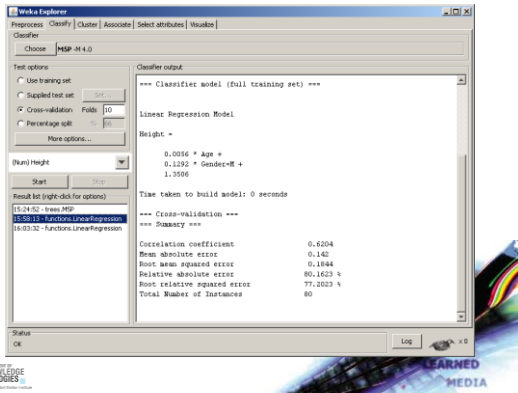 Weka Explorer
Preprocess Classify Cluster Associate Select attributes Visualize
Classifier
Choose M5P -M 4.0
Test options
Use training set
Supplied test set Set...
Cross-validation Folds 10
Percentage split % 66
More options...
(Num) Height
Start Stop
Result list (right-click for options)
15:24:52 - trees.M5P
15:58:13 - functions.LinearRegression
16:03:32 - functions.LinearRegression
Classifier output
=== Classifier model (full training set) ===
Linear Regression Model
Height =
0.0056 * Age +
0.1292 * Gender=M +
1.3506
Time taken to build model: 0 seconds
=== Cross-validation ===
=== Summary ===
Correlation coefficient 0.6204
Mean absolute error 0.142
Root mean squared error 0.1844
Relative absolute error 80.1623 %
Root relative squared error 77.2023 %
Total Number of Instances 80
Status
OK
Log x 0
LEARNED
MEDIA